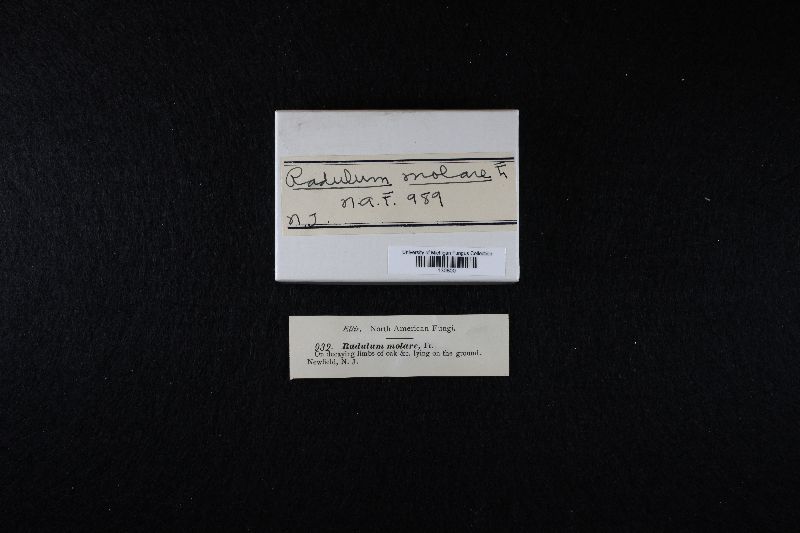 Radulum molare Fr
N.A.F. 989
N.J.
University of Michigan Fungus Collection
Ellis, North American Fungi.
939. Radulum molare, Fr.
On decaying limbs of oak &c. lying on the ground.
Newfield, N. J.